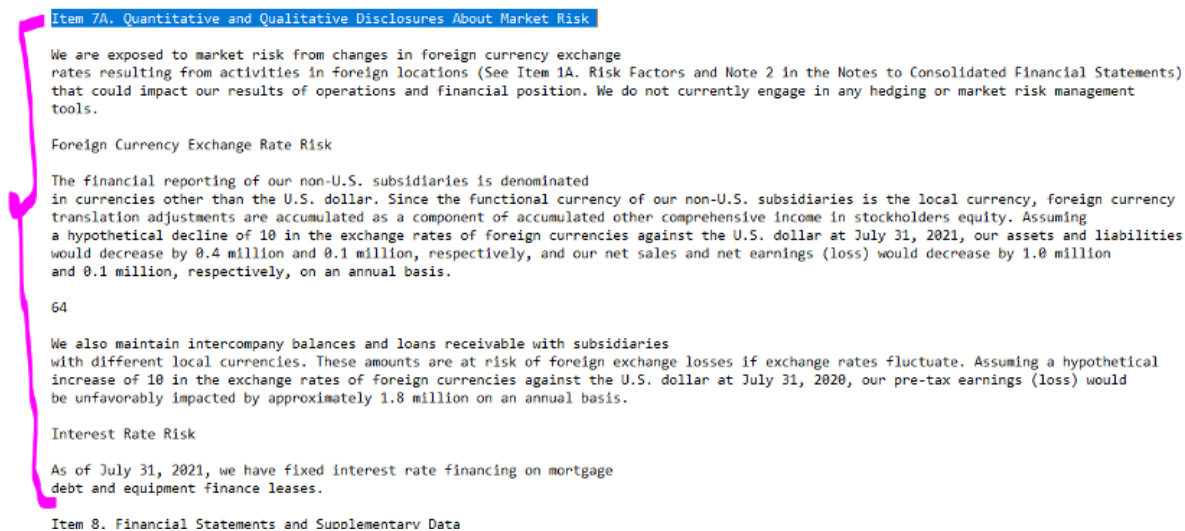 Item 7A. Quantitative and Qualitative Disclosures About Market Risk
We are exposed to market risk from changes in foreign currency exchange
rates resulting from activities in foreign locations (See Item 1A. Risk Factors and Note 2 in the Notes to Consolidated Financial Statements)
that could impact our results of operations and financial position. We do not currently engage in any hedging or market risk management
tools.
Foreign Currency Exchange Rate Risk
The financial reporting of our non-U.S. subsidiaries is denominated
in currencies other than the U.S. dollar. Since the functional currency of our non-U.S. subsidiaries is the local currency, foreign currency
translation adjustments are accumulated as a component of accumulated other comprehensive income in stockholders equity. Assuming
a hypothetical decline of 10 in the exchange rates of foreign currencies against the U.S. dollar at July 31, 2021, our assets and liabilities
would decrease by 0.4 million and 0.1 million, respectively, and our net sales and net earnings (loss) would decrease by 1.0 million
and 0.1 million, respectively, on an annual basis.
64
We also maintain intercompany balances and loans receivable with subsidiaries
with different local currencies. These amounts are at risk of foreign exchange losses if exchange rates fluctuate. Assuming a hypothetical
increase of 10 in the exchange rates of foreign currencies against the U.S. dollar at July 31, 2020, our pre-tax earnings (loss) would
be unfavorably impacted by approximately 1.8 million on an annual basis.
Interest Rate Risk
As of July 31, 2021, we have fixed interest rate financing on mortgage
debt and equipment finance leases.
Item 8. Financial Statements and Supplementary Data